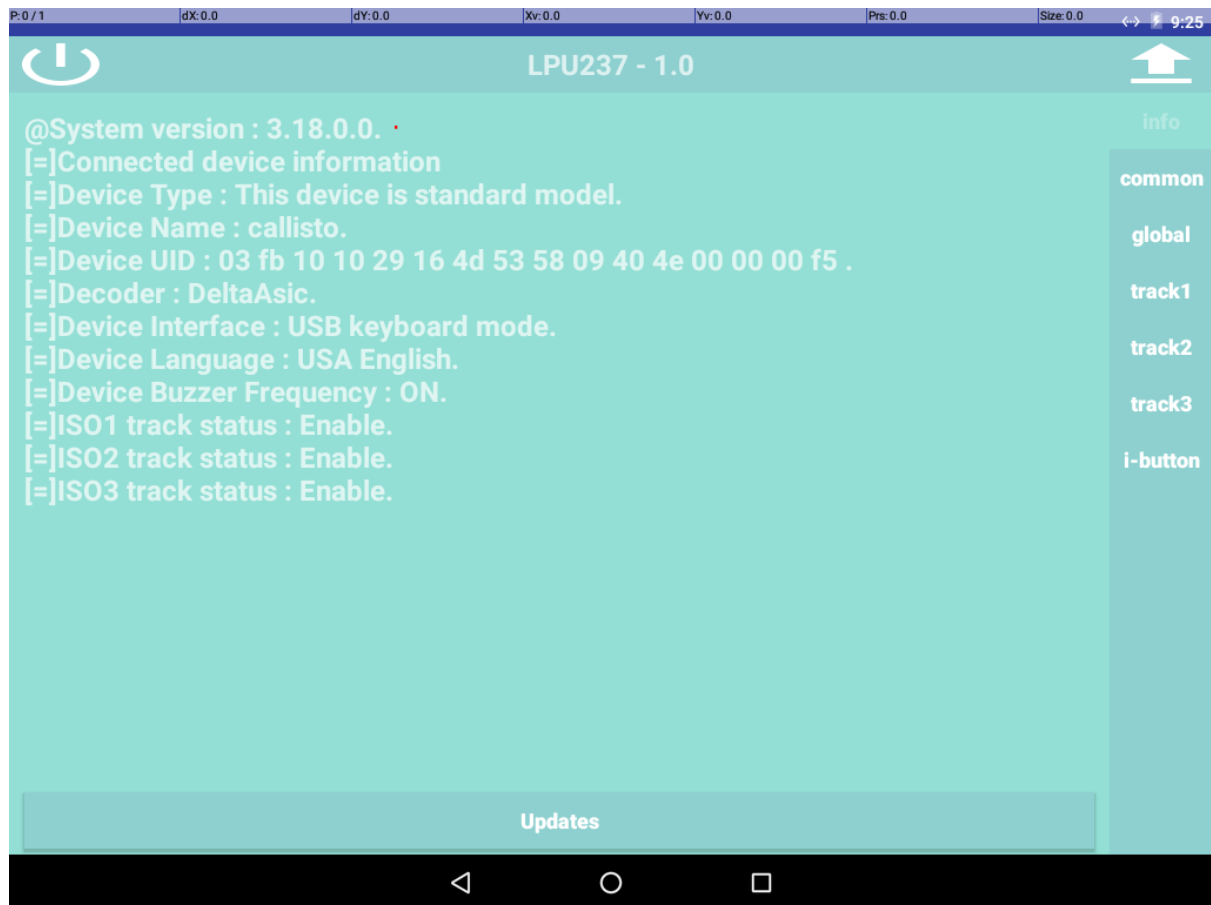 P: 0 / 1 dX: 0.0 dY: 0.0 Xv: 0.0 Yv: 0.0 Prs: 0.0 Size: 0.0 9:25
LPU237 - 1.0
@System version : 3.18.0.0.
[=]Connected device information
[=]Device Type : This device is standard model.
[=]Device Name : callisto.
[=]Device UID : 03 fb 10 10 29 16 4d 53 58 09 40 4e 00 00 00 f5 .
[=]Decoder : DeltaAsic.
[=]Device Interface : USB keyboard mode.
[=]Device Language : USA English.
[=]Device Buzzer Frequency : ON.
[=]ISO1 track status : Enable.
[=]ISO2 track status : Enable.
[=]ISO3 track status : Enable.
info
common
global
track1
track2
track3
i-button
Updates